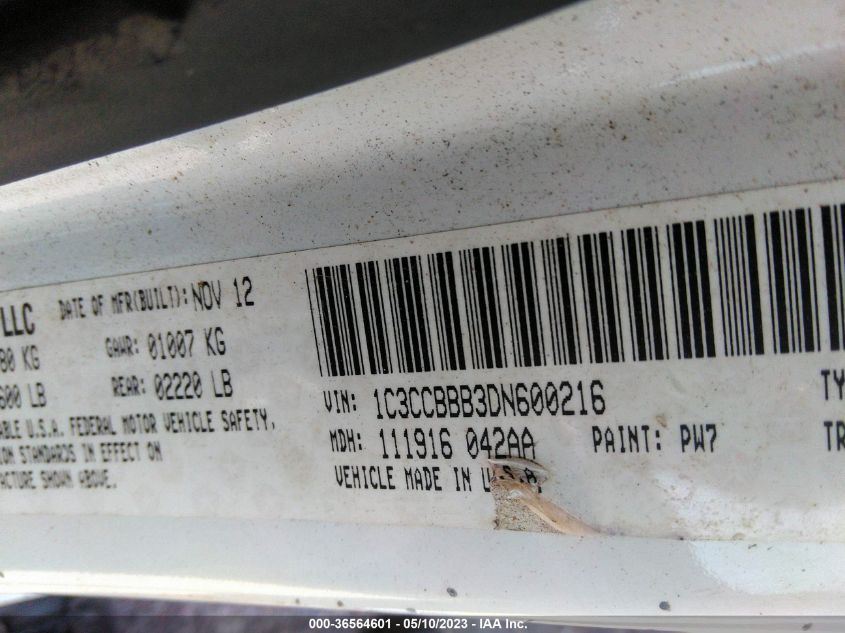 LLC DATE OF MFR(BUILT): NOV 12
80 KG GAWR: 01007 KG
600 LB REAR: 02220 LB
ABLE U.S.A. FEDERAL MOTOR VEHICLE SAFETY,
ION STANDARDS IN EFFECT ON
FACTURE SHOWN ABOVE.
VIN: 1C3CCBBB3DN600216 TY
MDH: 111916 042AA PAINT: PW7 TR
VEHICLE MADE IN U.S.A.
000-36564601 - 05/10/2023 - IAA Inc.